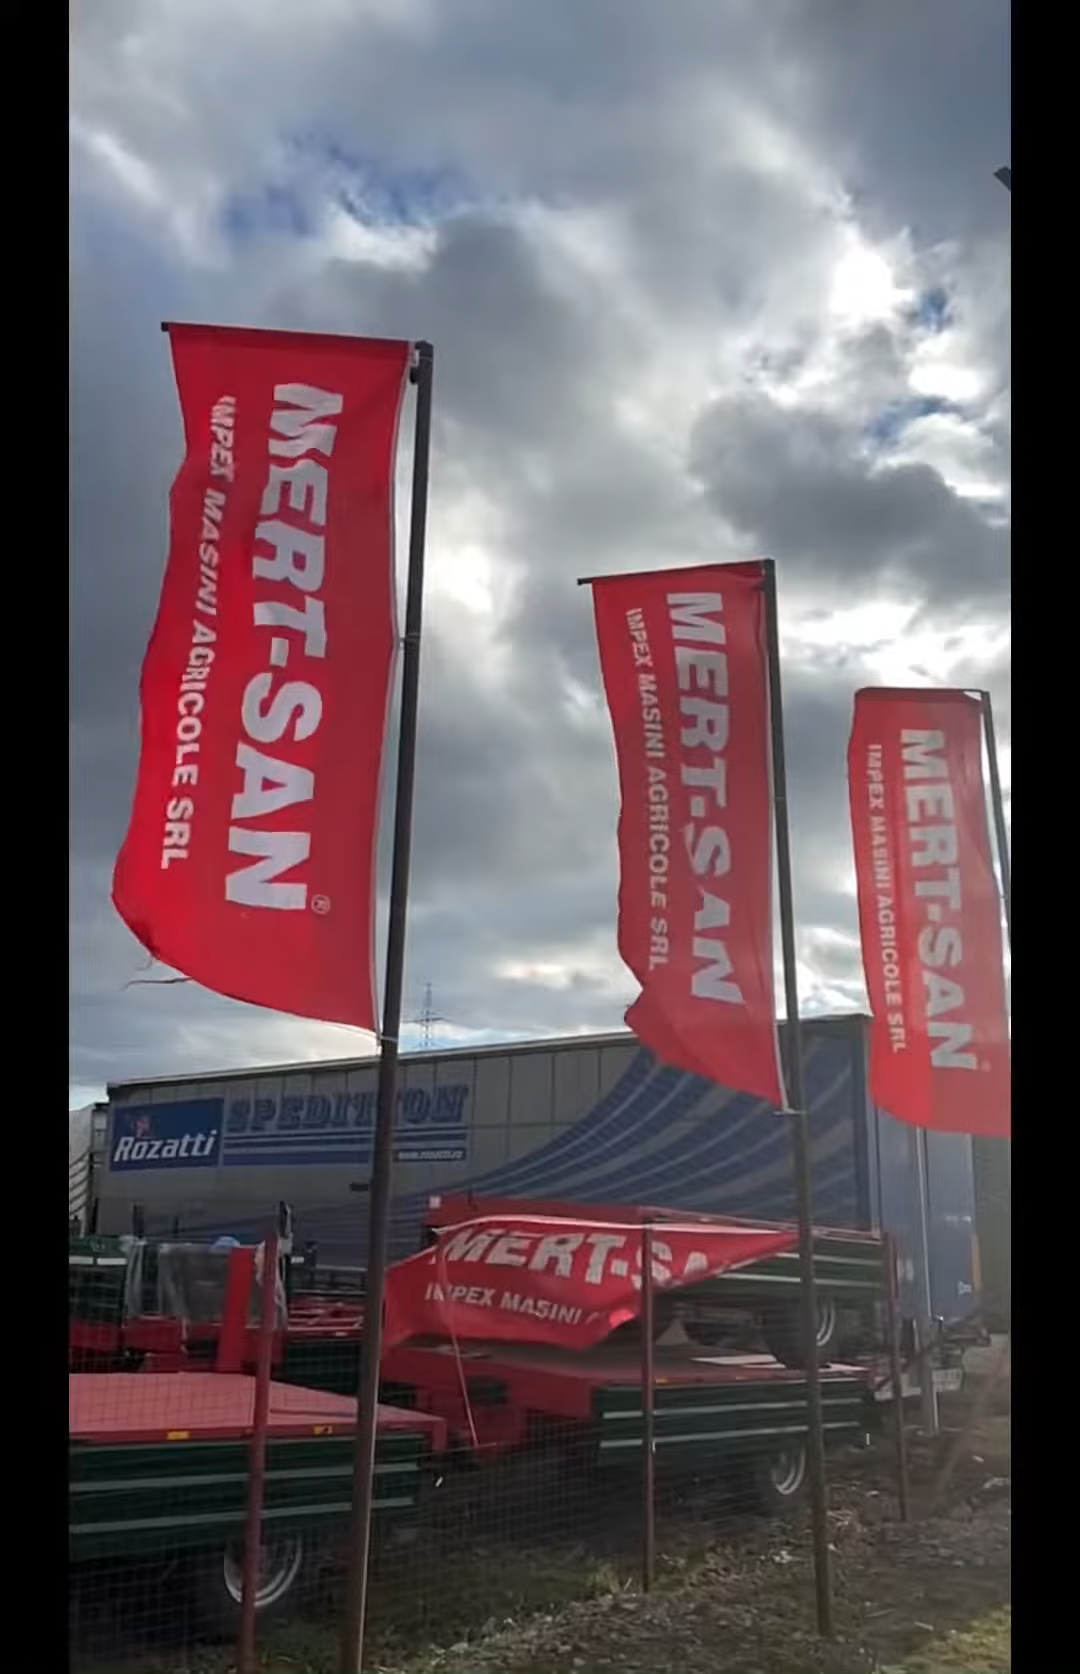 MERT-SAN®
IMPEX MASINI AGRICOLE SRL
MERT-SAN
IMPEX MASINI AGRICOLE SRL
MERT-SAN®
IMPEX MASINI AGRICOLE SRL
Rozatti
SPEDITION
MERT-SA
IMPEX MASINI